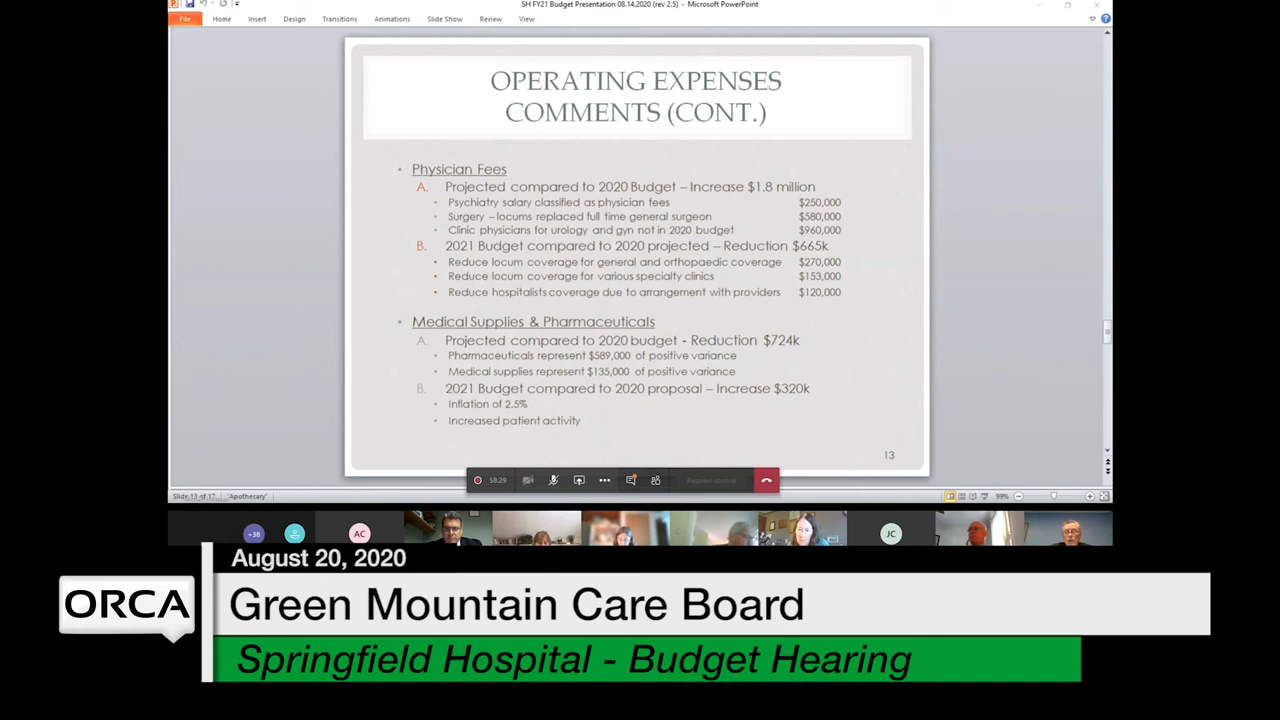 SH FY21 Budget Presentation 08.14.2020 (rev 2.5) - Microsoft PowerPoint
File Home Insert Design Transitions Animations Slide Show Review View
OPERATING EXPENSES
COMMENTS (CONT.)
• Physician Fees
A. Projected compared to 2020 Budget – Increase $1.8 million
• Psychiatry salary classified as physician fees $250,000
• Surgery – locums replaced full time general surgeon $580,000
• Clinic physicians for urology and gyn not in 2020 budget $960,000
B. 2021 Budget compared to 2020 projected – Reduction $665k
• Reduce locum coverage for general and orthopaedic coverage $270,000
• Reduce locum coverage for various specialty clinics $153,000
• Reduce hospitalists coverage due to arrangement with providers $120,000
• Medical Supplies & Pharmaceuticals
A. Projected compared to 2020 budget - Reduction $724k
• Pharmaceuticals represent $589,000 of positive variance
• Medical supplies represent $135,000 of positive variance
B. 2021 Budget compared to 2020 proposal – Increase $320k
• Inflation of 2.5%
• Increased patient activity
13
58:29 Request control
Slide 13 of 17 "Apothecary" 99%
+38 AC JC
August 20, 2020
ORCA
Green Mountain Care Board
Springfield Hospital - Budget Hearing